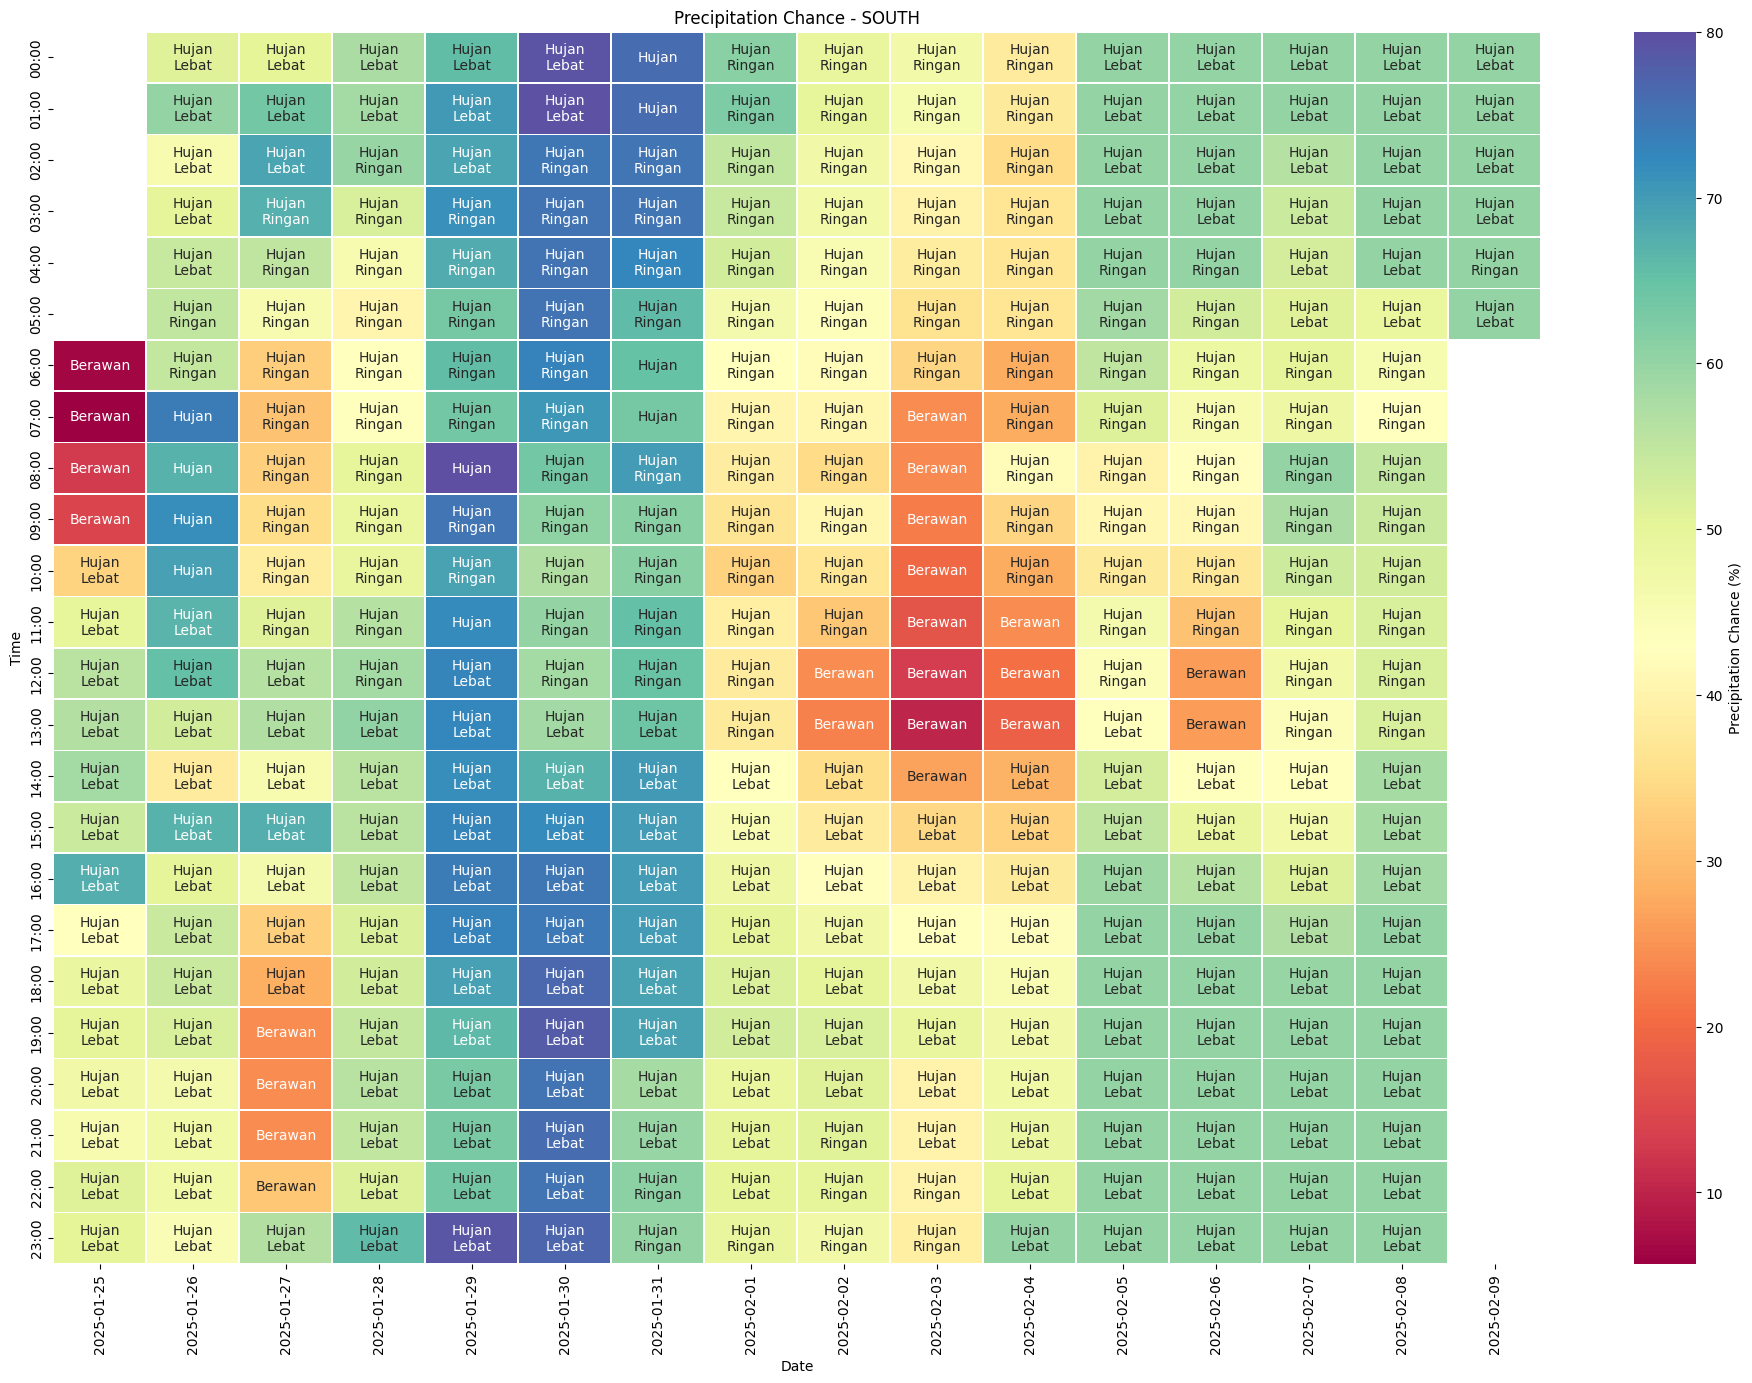 Precipitation Chance - SOUTH
00:00 Hujan Lebat Hujan Lebat Hujan Lebat Hujan Lebat Hujan Lebat Hujan Hujan Ringan Hujan Ringan Hujan Ringan Hujan Ringan Hujan Lebat Hujan Lebat Hujan Lebat Hujan Lebat Hujan Lebat
01:00 Hujan Lebat Hujan Lebat Hujan Lebat Hujan Lebat Hujan Lebat Hujan Hujan Ringan Hujan Ringan Hujan Ringan Hujan Ringan Hujan Lebat Hujan Lebat Hujan Lebat Hujan Lebat Hujan Lebat
02:00 Hujan Lebat Hujan Lebat Hujan Ringan Hujan Lebat Hujan Ringan Hujan Ringan Hujan Ringan Hujan Ringan Hujan Ringan Hujan Ringan Hujan Lebat Hujan Lebat Hujan Lebat Hujan Lebat Hujan Lebat
03:00 Hujan Lebat Hujan Ringan Hujan Ringan Hujan Ringan Hujan Ringan Hujan Ringan Hujan Ringan Hujan Ringan Hujan Ringan Hujan Ringan Hujan Lebat Hujan Lebat Hujan Lebat Hujan Lebat Hujan Lebat
04:00 Hujan Lebat Hujan Ringan Hujan Ringan Hujan Ringan Hujan Ringan Hujan Ringan Hujan Ringan Hujan Ringan Hujan Ringan Hujan Ringan Hujan Ringan Hujan Ringan Hujan Lebat Hujan Lebat Hujan Ringan
05:00 Hujan Ringan Hujan Ringan Hujan Ringan Hujan Ringan Hujan Ringan Hujan Ringan Hujan Ringan Hujan Ringan Hujan Ringan Hujan Ringan Hujan Ringan Hujan Ringan Hujan Lebat Hujan Lebat Hujan Lebat
06:00 Berawan Hujan Ringan Hujan Ringan Hujan Ringan Hujan Ringan Hujan Ringan Hujan Hujan Ringan Hujan Ringan Hujan Ringan Hujan Ringan Hujan Ringan Hujan Ringan Hujan Ringan Hujan Ringan
07:00 Berawan Hujan Hujan Ringan Hujan Ringan Hujan Ringan Hujan Ringan Hujan Hujan Ringan Hujan Ringan Berawan Hujan Ringan Hujan Ringan Hujan Ringan Hujan Ringan Hujan Ringan
08:00 Berawan Hujan Hujan Ringan Hujan Ringan Hujan Hujan Ringan Hujan Ringan Hujan Ringan Hujan Ringan Berawan Hujan Ringan Hujan Ringan Hujan Ringan Hujan Ringan Hujan Ringan
09:00 Berawan Hujan Hujan Ringan Hujan Ringan Hujan Ringan Hujan Ringan Hujan Ringan Hujan Ringan Hujan Ringan Berawan Hujan Ringan Hujan Ringan Hujan Ringan Hujan Ringan Hujan Ringan
10:00 Hujan Lebat Hujan Hujan Ringan Hujan Ringan Hujan Ringan Hujan Ringan Hujan Ringan Hujan Ringan Hujan Ringan Berawan Hujan Ringan Hujan Ringan Hujan Ringan Hujan Ringan Hujan Ringan
11:00 Hujan Lebat Hujan Lebat Hujan Ringan Hujan Ringan Hujan Hujan Ringan Hujan Ringan Hujan Ringan Hujan Ringan Berawan Berawan Hujan Ringan Hujan Ringan Hujan Ringan Hujan Ringan
12:00 Hujan Lebat Hujan Lebat Hujan Lebat Hujan Ringan Hujan Lebat Hujan Ringan Hujan Ringan Hujan Ringan Berawan Berawan Berawan Hujan Ringan Berawan Hujan Ringan Hujan Ringan
13:00 Hujan Lebat Hujan Lebat Hujan Lebat Hujan Lebat Hujan Lebat Hujan Lebat Hujan Lebat Hujan Ringan Berawan Berawan Berawan Hujan Lebat Berawan Hujan Ringan Hujan Ringan
14:00 Hujan Lebat Hujan Lebat Hujan Lebat Hujan Lebat Hujan Lebat Hujan Lebat Hujan Lebat Hujan Lebat Hujan Lebat Berawan Hujan Lebat Hujan Lebat Hujan Lebat Hujan Lebat Hujan Lebat
15:00 Hujan Lebat Hujan Lebat Hujan Lebat Hujan Lebat Hujan Lebat Hujan Lebat Hujan Lebat Hujan Lebat Hujan Lebat Hujan Lebat Hujan Lebat Hujan Lebat Hujan Lebat Hujan Lebat Hujan Lebat
16:00 Hujan Lebat Hujan Lebat Hujan Lebat Hujan Lebat Hujan Lebat Hujan Lebat Hujan Lebat Hujan Lebat Hujan Lebat Hujan Lebat Hujan Lebat Hujan Lebat Hujan Lebat Hujan Lebat Hujan Lebat
17:00 Hujan Lebat Hujan Lebat Hujan Lebat Hujan Lebat Hujan Lebat Hujan Lebat Hujan Lebat Hujan Lebat Hujan Lebat Hujan Lebat Hujan Lebat Hujan Lebat Hujan Lebat Hujan Lebat Hujan Lebat
18:00 Hujan Lebat Hujan Lebat Hujan Lebat Hujan Lebat Hujan Lebat Hujan Lebat Hujan Lebat Hujan Lebat Hujan Lebat Hujan Lebat Hujan Lebat Hujan Lebat Hujan Lebat Hujan Lebat Hujan Lebat
19:00 Hujan Lebat Hujan Lebat Berawan Hujan Lebat Hujan Lebat Hujan Lebat Hujan Lebat Hujan Lebat Hujan Lebat Hujan Lebat Hujan Lebat Hujan Lebat Hujan Lebat Hujan Lebat Hujan Lebat
20:00 Hujan Lebat Hujan Lebat Berawan Hujan Lebat Hujan Lebat Hujan Lebat Hujan Lebat Hujan Lebat Hujan Lebat Hujan Lebat Hujan Lebat Hujan Lebat Hujan Lebat Hujan Lebat Hujan Lebat
21:00 Hujan Lebat Hujan Lebat Berawan Hujan Lebat Hujan Lebat Hujan Lebat Hujan Lebat Hujan Lebat Hujan Ringan Hujan Lebat Hujan Lebat Hujan Lebat Hujan Lebat Hujan Lebat Hujan Lebat
22:00 Hujan Lebat Hujan Lebat Berawan Hujan Lebat Hujan Lebat Hujan Lebat Hujan Ringan Hujan Lebat Hujan Ringan Hujan Ringan Hujan Lebat Hujan Lebat Hujan Lebat Hujan Lebat Hujan Lebat
23:00 Hujan Lebat Hujan Lebat Hujan Lebat Hujan Lebat Hujan Lebat Hujan Lebat Hujan Ringan Hujan Ringan Hujan Ringan Hujan Ringan Hujan Lebat Hujan Lebat Hujan Lebat Hujan Lebat Hujan Lebat
Time
2025-01-25 2025-01-26 2025-01-27 2025-01-28 2025-01-29 2025-01-30 2025-01-31 2025-02-01 2025-02-02 2025-02-03 2025-02-04 2025-02-05 2025-02-06 2025-02-07 2025-02-08 2025-02-09
Date
80
70
60
50
40
30
20
10
Precipitation Chance (%)